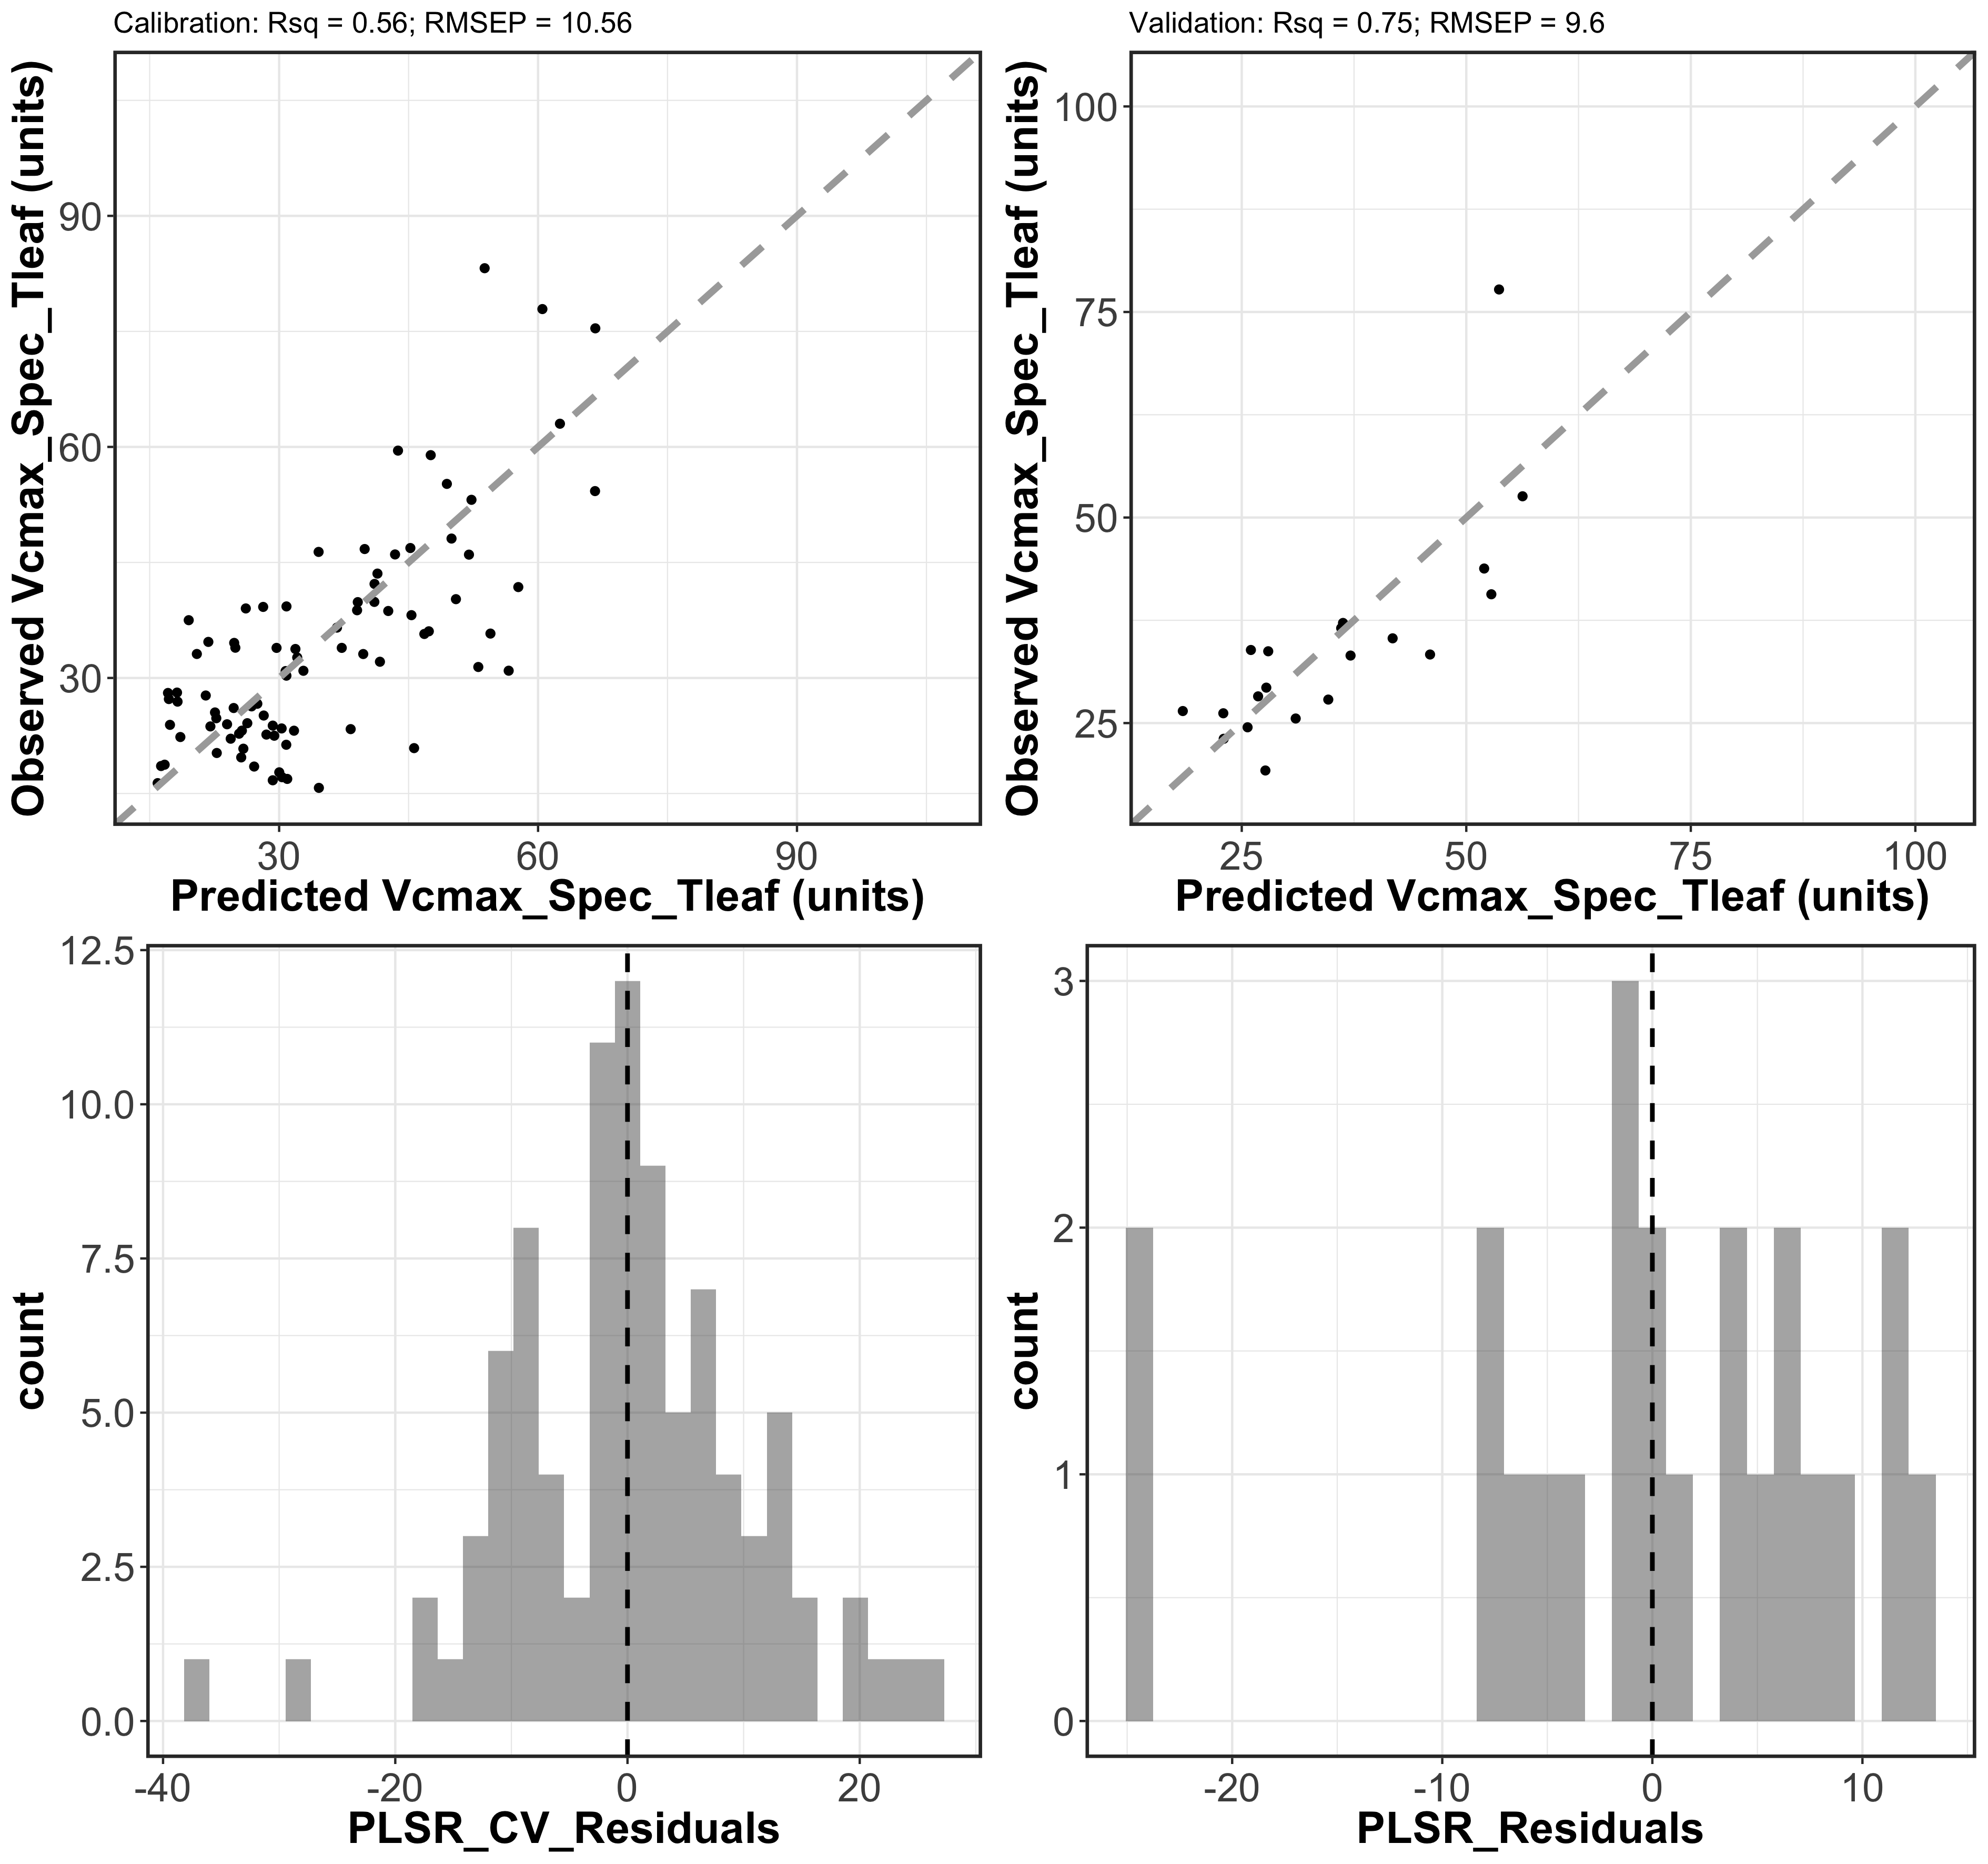 Calibration: Rsq = 0.56; RMSEP = 10.56
Observed Vcmax_Spec_Tleaf (units)
90
60
30
30 60 90
Predicted Vcmax_Spec_Tleaf (units)
Validation: Rsq = 0.75; RMSEP = 9.6
Observed Vcmax_Spec_Tleaf (units)
100
75
50
25
25 50 75 100
Predicted Vcmax_Spec_Tleaf (units)
count
12.5
10.0
7.5
5.0
2.5
0.0
-40 -20 0 20
PLSR_CV_Residuals
count
3
2
1
0
-20 -10 0 10
PLSR_Residuals